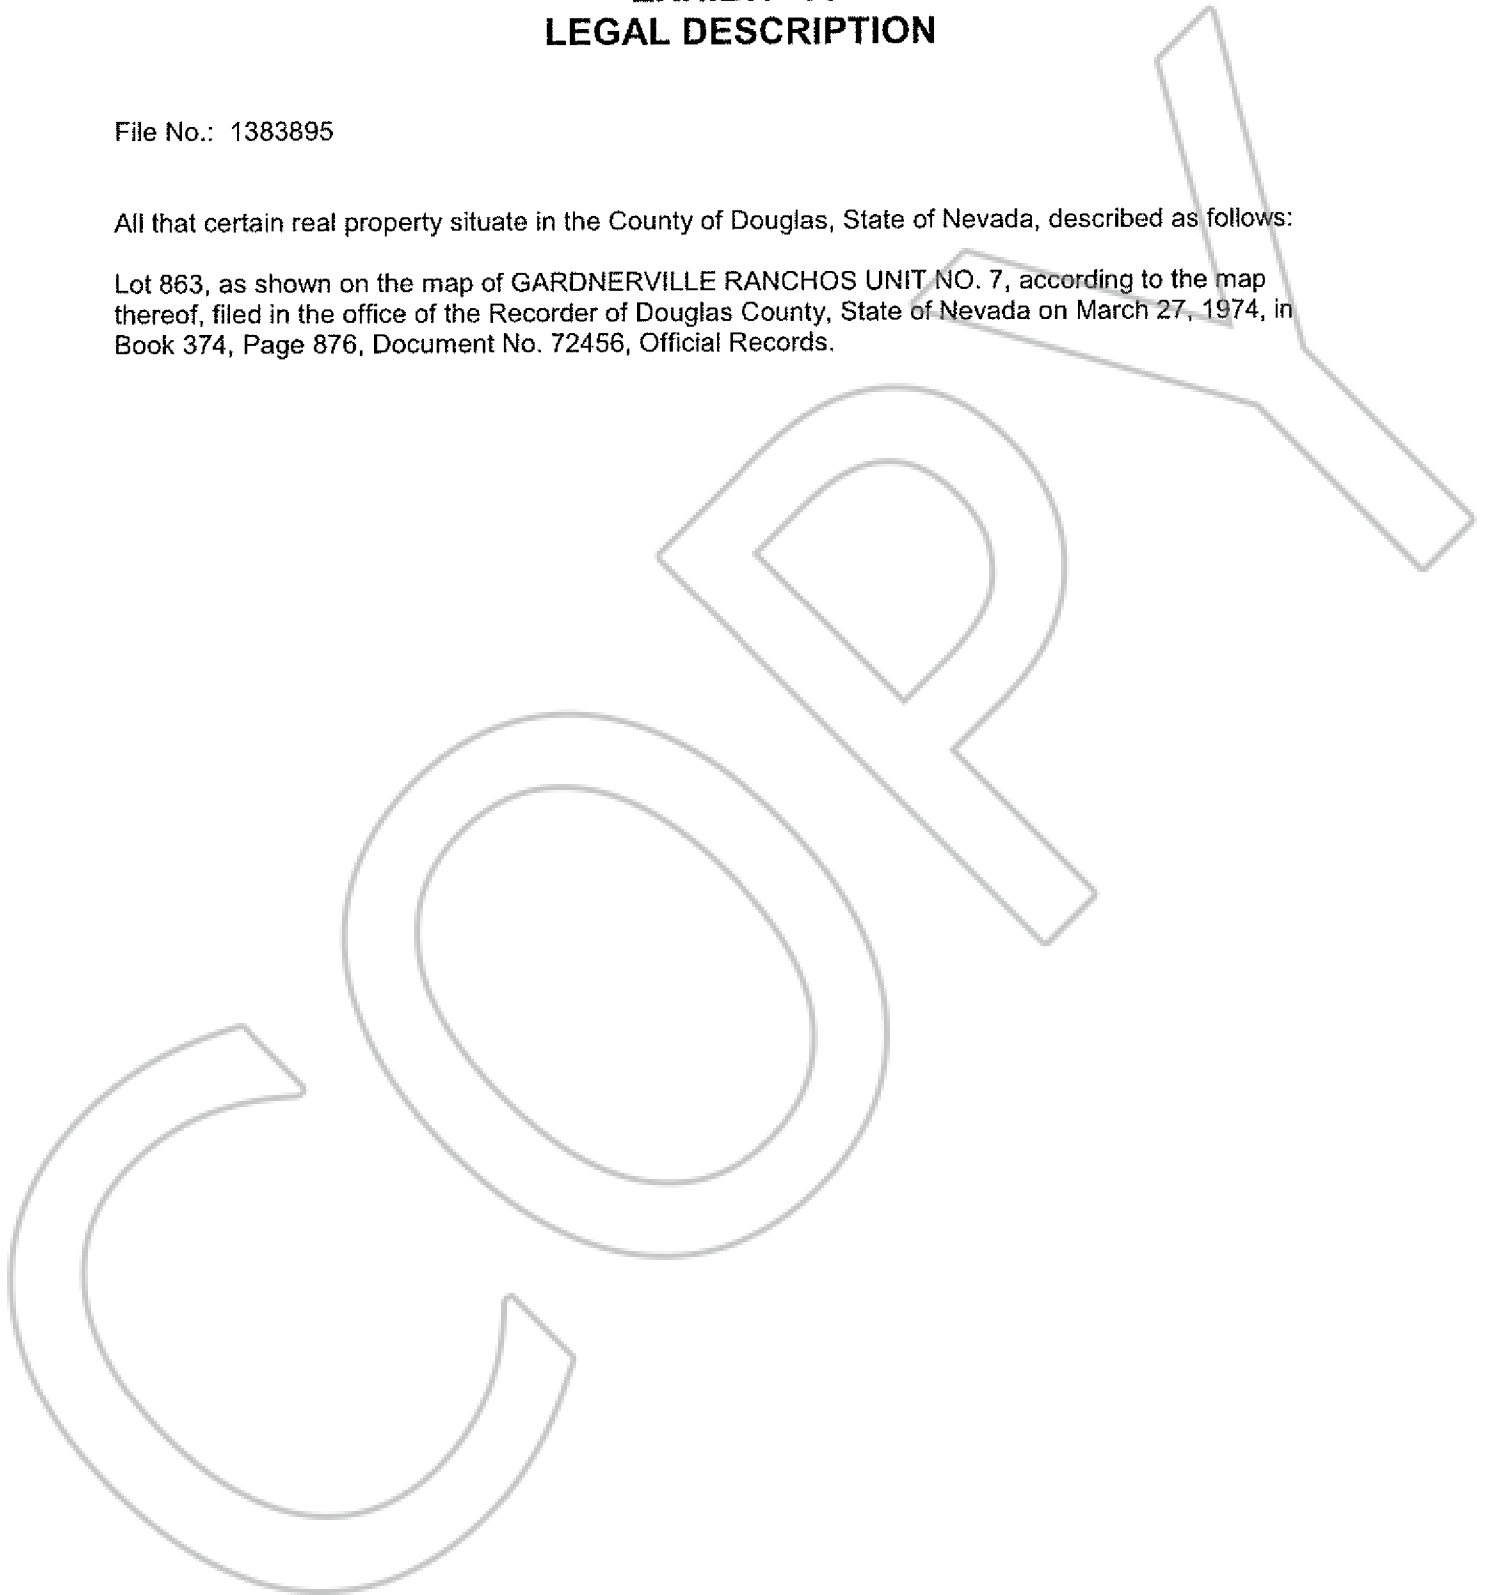 LEGAL DESCRIPTION
File No.: 1383895
All that certain real property situate in the County of Douglas, State of Nevada, described as follows:
Lot 863, as shown on the map of GARDNERVILLE RANCHOS UNIT NO. 7, according to the map
thereof, filed in the office of the Recorder of Douglas County, State of Nevada on March 27, 1974, in
Book 374, Page 876, Document No. 72456, Official Records.
COPY